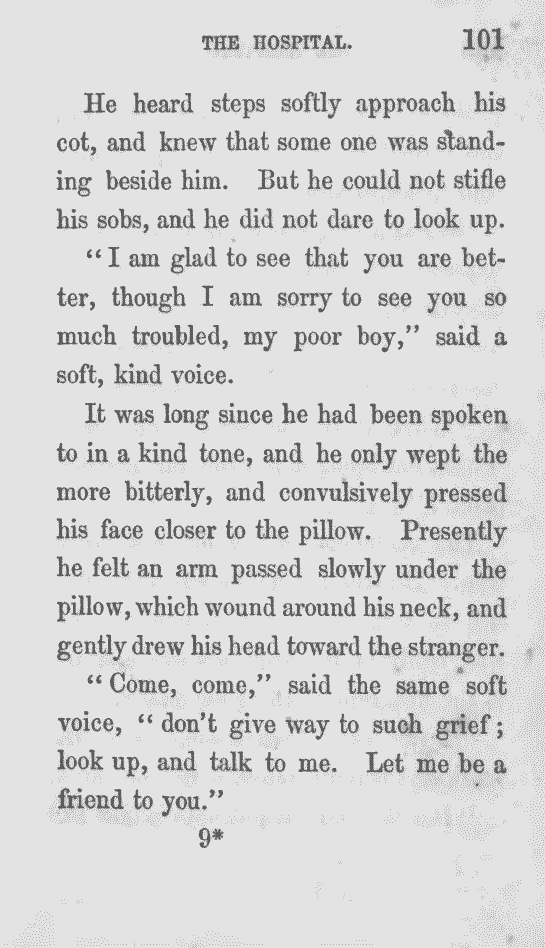 THE HOSPITAL. 101
He heard steps softly approach his
cot, and knew that some one was stand-
ing beside him. But he could not stifle
his sobs, and he did not dare to look up.
“I am glad to see that you are bet-
ter, though I am sorry to see you so
much troubled, my poor boy,” said a
soft, kind voice.
It was long since he had been spoken
to in a kind tone, and he only wept the
more bitterly, and convulsively pressed
his face closer to the pillow. Presently
he felt an arm passed slowly under the
pillow, which wound around his neck, and
gently drew his head toward the stranger.
“Come, come,” said the same soft
voice, “don't give way to such grief;
look up, and talk to me. Let me be a
friend to you.”
9*